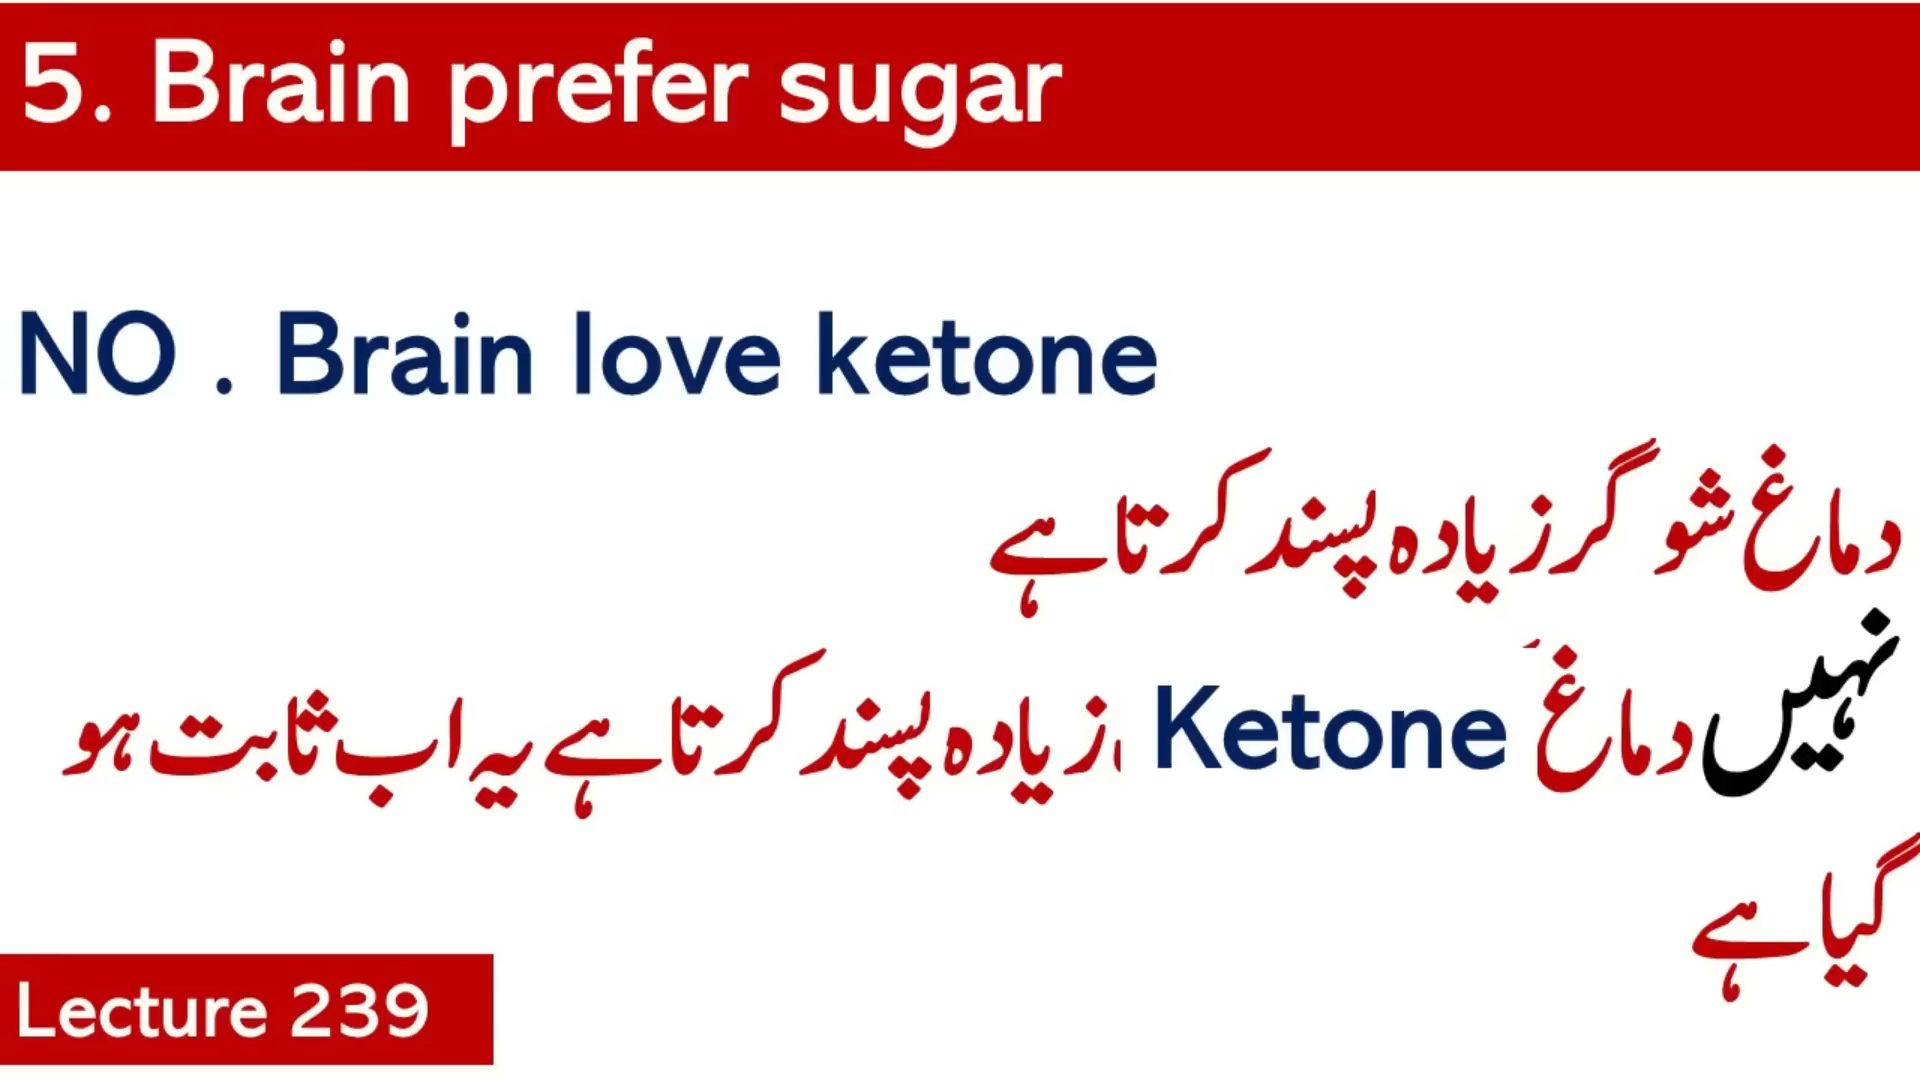 5. Brain prefer sugar
NO . Brain love ketone
دماغ شوگر زیادہ پسند کرتا ہے
نہیں دماغ Ketone زیادہ پسند کرتا ہے یہ اب ثابت ہو
گیا ہے
Lecture 239